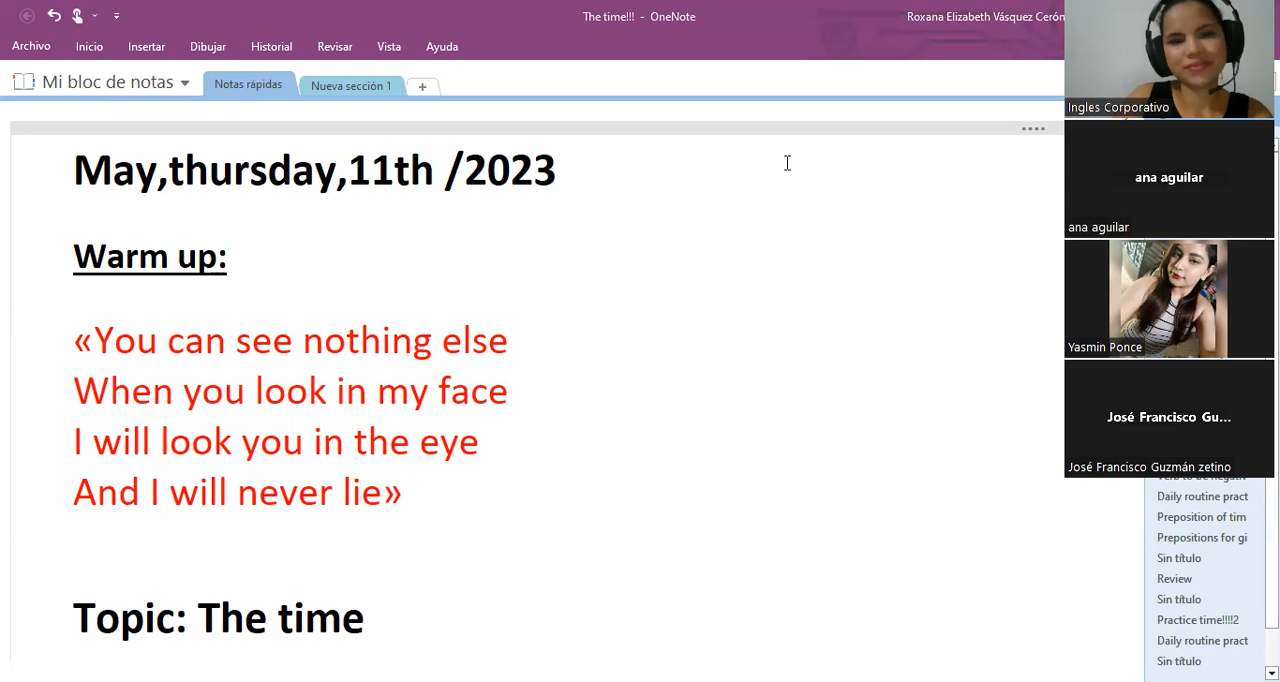 The time!!! - OneNote
Roxana Elizabeth Vásquez Cerón
Archivo
Inicio
Insertar
Dibujar
Historial
Revisar
Vista
Ayuda
Mi bloc de notas
Notas rápidas
Nueva sección 1
May,thursday,11th /2023
Warm up:
«You can see nothing else
When you look in my face
I will look you in the eye
And I will never lie»
Topic: The time
Ingles Corporativo
ana aguilar
ana aguilar
Yasmin Ponce
José Francisco Gu...
José Francisco Guzmán zetino
Daily routine pract
Preposition of tim
Prepositions for gi
Sin título
Review
Sin título
Practice time!!!!2
Daily routine pract
Sin título